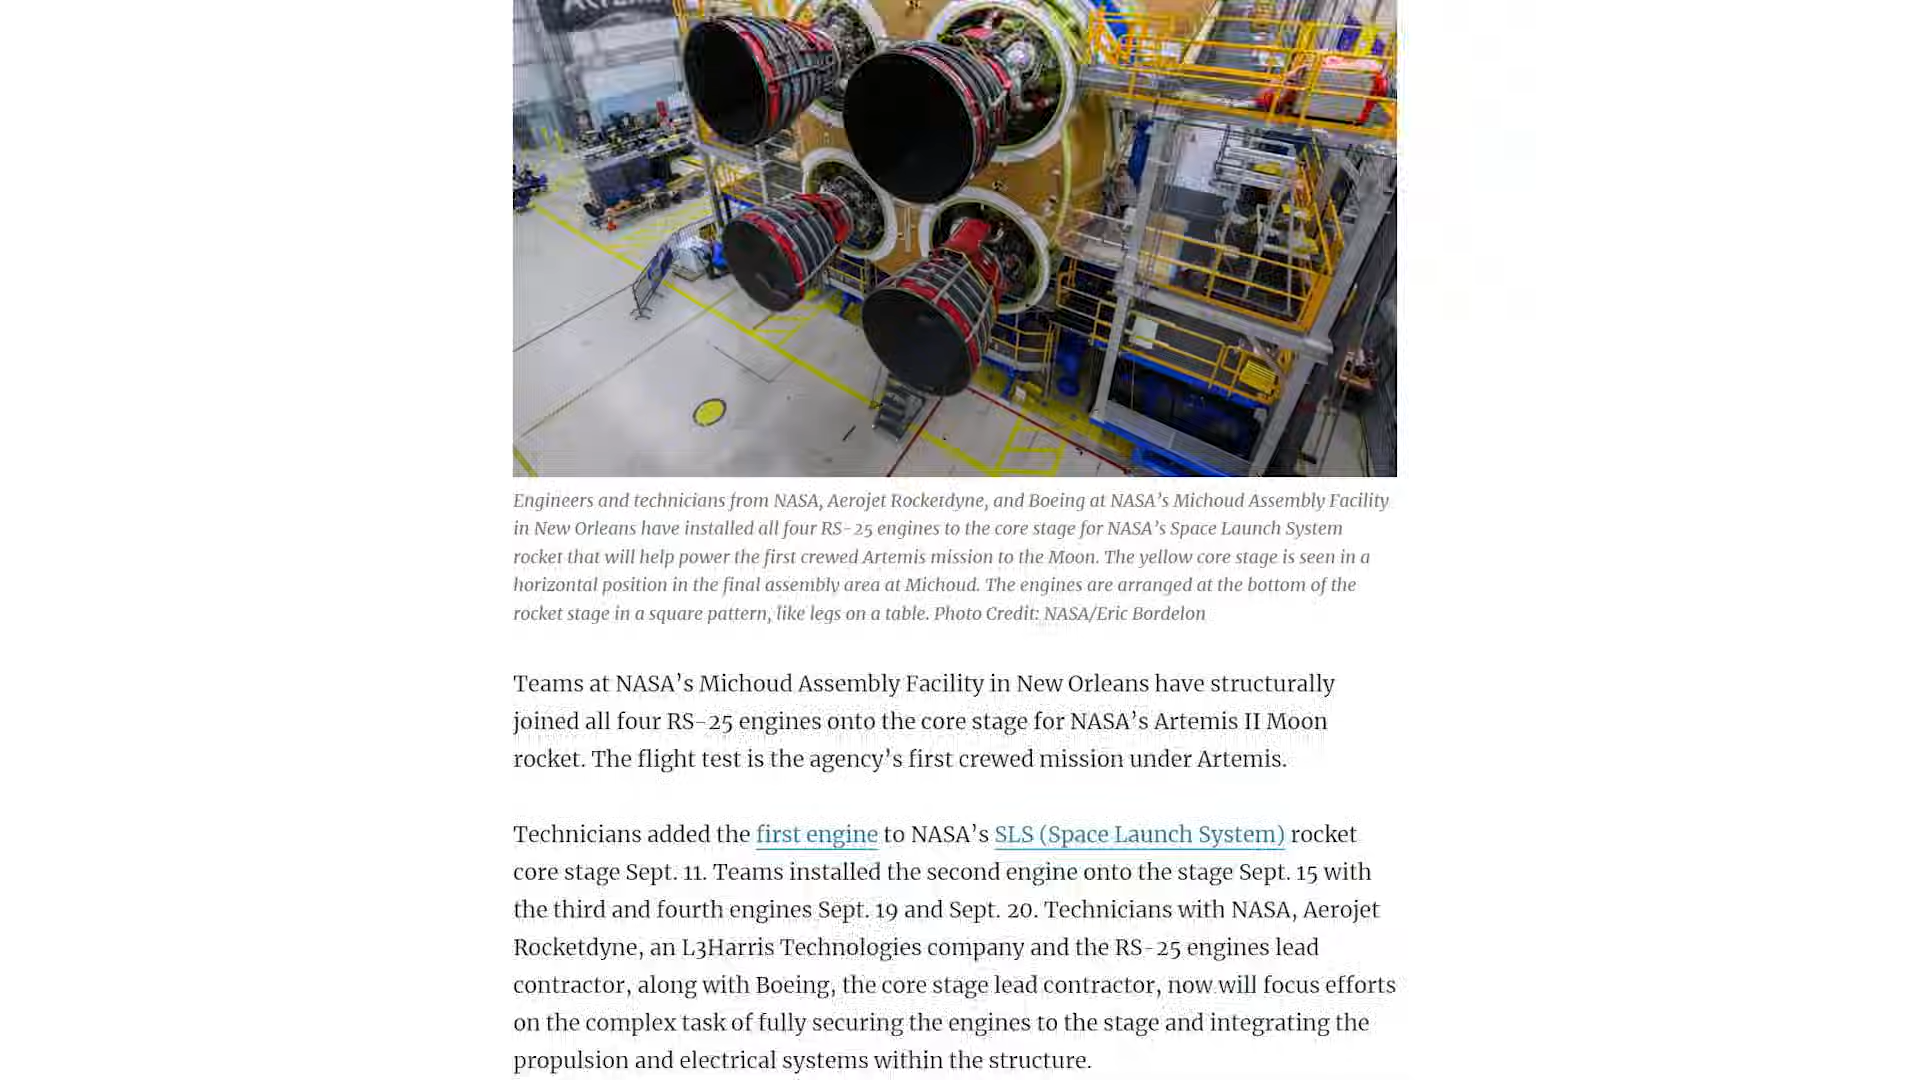 Engineers and technicians from NASA, Aerojet Rocketdyne, and Boeing at NASA’s Michoud Assembly Facility
in New Orleans have installed all four RS-25 engines to the core stage for NASA’s Space Launch System
rocket that will help power the first crewed Artemis mission to the Moon. The yellow core stage is seen in a
horizontal position in the final assembly area at Michoud. The engines are arranged at the bottom of the
rocket stage in a square pattern, like legs on a table. Photo Credit: NASA/Eric Bordelon
Teams at NASA’s Michoud Assembly Facility in New Orleans have structurally
joined all four RS-25 engines onto the core stage for NASA’s Artemis II Moon
rocket. The flight test is the agency’s first crewed mission under Artemis.
Technicians added the first engine to NASA’s SLS (Space Launch System) rocket
core stage Sept. 11. Teams installed the second engine onto the stage Sept. 15 with
the third and fourth engines Sept. 19 and Sept. 20. Technicians with NASA, Aerojet
Rocketdyne, an L3Harris Technologies company and the RS-25 engines lead
contractor, along with Boeing, the core stage lead contractor, now will focus efforts
on the complex task of fully securing the engines to the stage and integrating the
propulsion and electrical systems within the structure.